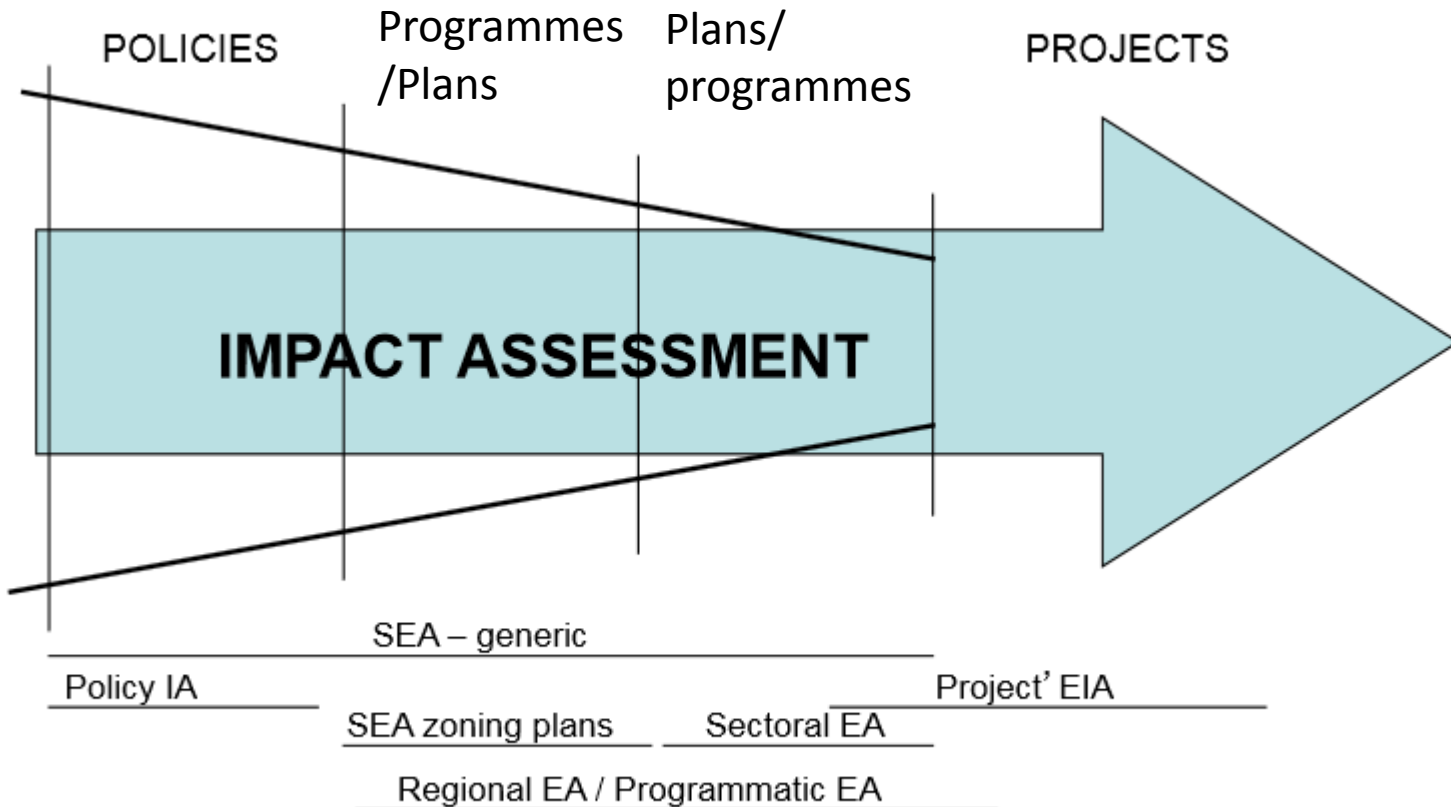 POLICIES
Programmes
/Plans
Plans/
programmes
PROJECTS
IMPACT ASSESSMENT
SEA – generic
Policy IA
Project’ EIA
SEA zoning plans
Sectoral EA
Regional EA / Programmatic EA